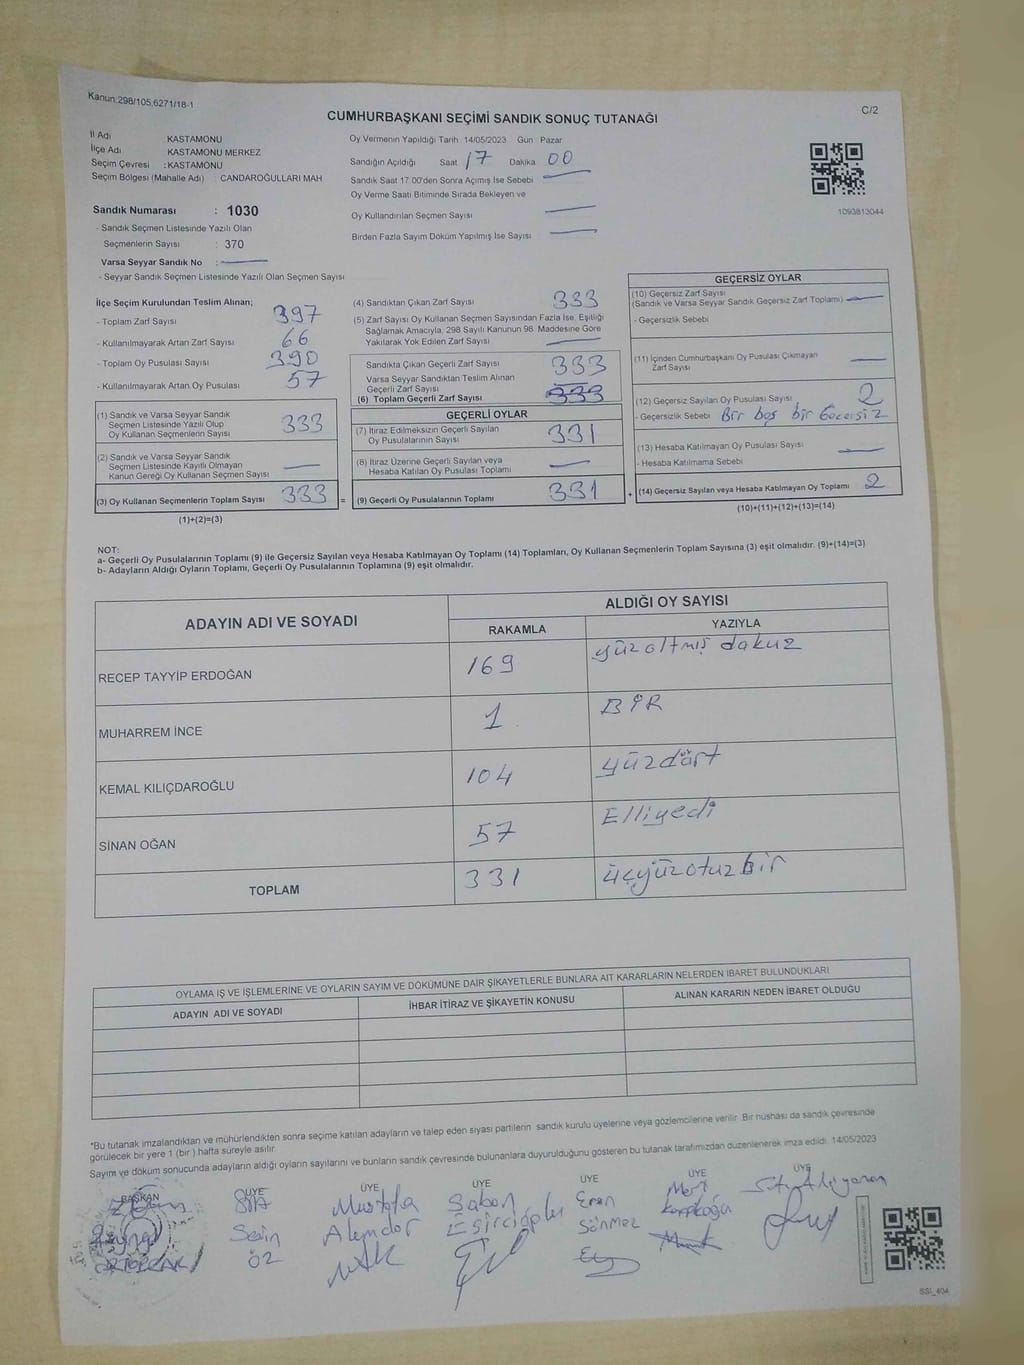 Kanun:298/105,6271/18-1
C/2
CUMHURBAŞKANI SEÇİMİ SANDIK SONUÇ TUTANAĞI
İl Adı KASTAMONU
İlçe Adı KASTAMONU MERKEZ
Seçim Çevresi : KASTAMONU
Seçim Bölgesi (Mahalle Adı) : CANDAROĞULLARI MAH
Sandık Numarası : 1030
- Sandık Seçmen Listesinde Yazılı Olan
Seçmenlerin Sayısı : 370
Varsa Seyyar Sandık No :
- Seyyar Sandık Seçmen Listesinde Yazılı Olan Seçmen Sayısı
Oy Vermenin Yapıldığı Tarih : 14/05/2023 Gün : Pazar
Sandığın Açıldığı Saat 17 Dakika 00
Sandık Saat 17:00'den Sonra Açımış İse Sebebi
Oy Verme Saati Bitiminde Sırada Bekleyen ve
Oy Kullandırılan Seçmen Sayısı
Birden Fazla Sayım Döküm Yapılmış İse Sayısı
1093813044
İlçe Seçim Kurulundan Teslim Alınan;
- Toplam Zarf Sayısı 397
- Kullanılmayarak Artan Zarf Sayısı 66
- Toplam Oy Pusulası Sayısı 390
- Kullanılmayarak Artan Oy Pusulası 57
(1) Sandık ve Varsa Seyyar Sandık
Seçmen Listesinde Yazılı Olup
Oy Kullanan Seçmenlerin Sayısı 333
(2) Sandık ve Varsa Seyyar Sandık
Seçmen Listesinde Kayıtlı Olmayan
Kanun Gereği Oy Kullanan Seçmen Sayısı
(3) Oy Kullanan Seçmenlerin Toplam Sayısı 333 =
(1)+(2)=(3)
(4) Sandıktan Çıkan Zarf Sayısı 333
(5) Zarf Sayısı Oy Kullanan Seçmen Sayısından Fazla İse, Eşitliği
Sağlamak Amacıyla, 298 Sayılı Kanunun 98. Maddesine Göre
Yakılarak Yok Edilen Zarf Sayısı
Sandıkta Çıkan Geçerli Zarf Sayısı 333
Varsa Seyyar Sandıktan Teslim Alınan
Geçerli Zarf Sayısı
(6) Toplam Geçerli Zarf Sayısı 333
GEÇERLİ OYLAR
(7) İtiraz Edilmeksizin Geçerli Sayılan
Oy Pusulalarının Sayısı 331
(8) İtiraz Üzerine Geçerli Sayılan veya
Hesaba Katılan Oy Pusulası Toplamı
(9) Geçerli Oy Pusulalarının Toplamı 331 +
GEÇERSİZ OYLAR
(10) Geçersiz Zarf Sayısı
(Sandık ve Varsa Seyyar Sandık Geçersiz Zarf Toplamı)
- Geçersizlik Sebebi
(11) İçinden Cumhurbaşkanı Oy Pusulası Çıkmayan
Zarf Sayısı
(12) Geçersiz Sayılan Oy Pusulası Sayısı 2
- Geçersizlik Sebebi Bir boş bir Gecersiz
(13) Hesaba Katılmayan Oy Pusulası Sayısı
- Hesaba Katılmama Sebebi
(14) Geçersiz Sayılan veya Hesaba Katılmayan Oy Toplamı 2
(10)+(11)+(12)+(13)=(14)
NOT:
a- Geçerli Oy Pusulalarının Toplamı (9) ile Geçersiz Sayılan veya Hesaba Katılmayan Oy Toplamı (14) Toplamları, Oy Kullanan Seçmenlerin Toplam Sayısına (3) eşit olmalıdır. (9)+(14)=(3)
b- Adayların Aldığı Oyların Toplamı, Geçerli Oy Pusulalarının Toplamına (9) eşit olmalıdır.
ADAYIN ADI VE SOYADI ALDIĞI OY SAYISI
RAKAMLA YAZIYLA
RECEP TAYYİP ERDOĞAN 169 yüzaltmış dakuz
MUHARREM İNCE 1 BİR
KEMAL KILIÇDAROĞLU 104 yüzdört
SİNAN OĞAN 57 Elliyedi
TOPLAM 331 üçyüzotuzbir
OYLAMA İŞ VE İŞLEMLERİNE VE OYLARIN SAYIM VE DÖKÜMÜNE DAİR ŞİKAYETLERLE BUNLARA AİT KARARLARIN NELERDEN İBARET BULUNDUKLARI
ADAYIN ADI VE SOYADI İHBAR İTİRAZ VE ŞİKAYETİN KONUSU ALINAN KARARIN NEDEN İBARET OLDUĞU
*Bu tutanak imzalandıktan ve mühürlendikten sonra seçime katılan adayların ve talep eden siyasi partilerin sandık kurulu üyelerine veya gözlemcilerine verilir. Bir nüshası da sandık çevresinde
görülecek bir yere 1 (bir) hafta süreyle asılır.
Sayım ve döküm sonucunda adayların aldığı oyların sayılarını ve bunların sandık çevresinde bulunanlara duyurulduğunu gösteren bu tutanak tarafımızdan düzenlenerek imza edildi. 14/05/2023
BAŞKAN ÜYE ÜYE ÜYE ÜYE ÜYE ÜYE
Mustafa Şaban Eren Mert
Alemdar Sönmez
ÖZ
SSI_404